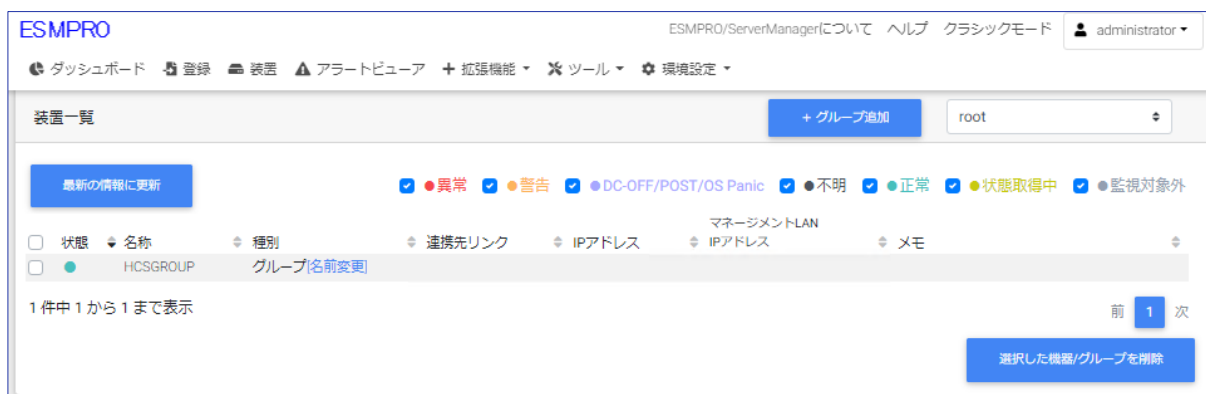 ESMPRO ESMPRO/ServerManagerについて ヘルプ クラシックモード administrator
ダッシュボード 登録 装置 アラートビューア 拡張機能 ツール 環境設定
装置一覧 + グループ追加 root
最新の情報に更新 ●異常 ●警告 ●DC-OFF/POST/OS Panic ●不明 ●正常 ●状態取得中 ●監視対象外
状態 名称 種別 連携先リンク IPアドレス マネージメントLAN IPアドレス メモ
HCSGROUP グループ[名前変更]
1 件中 1 から 1 まで表示 前 1 次
選択した機器/グループを削除